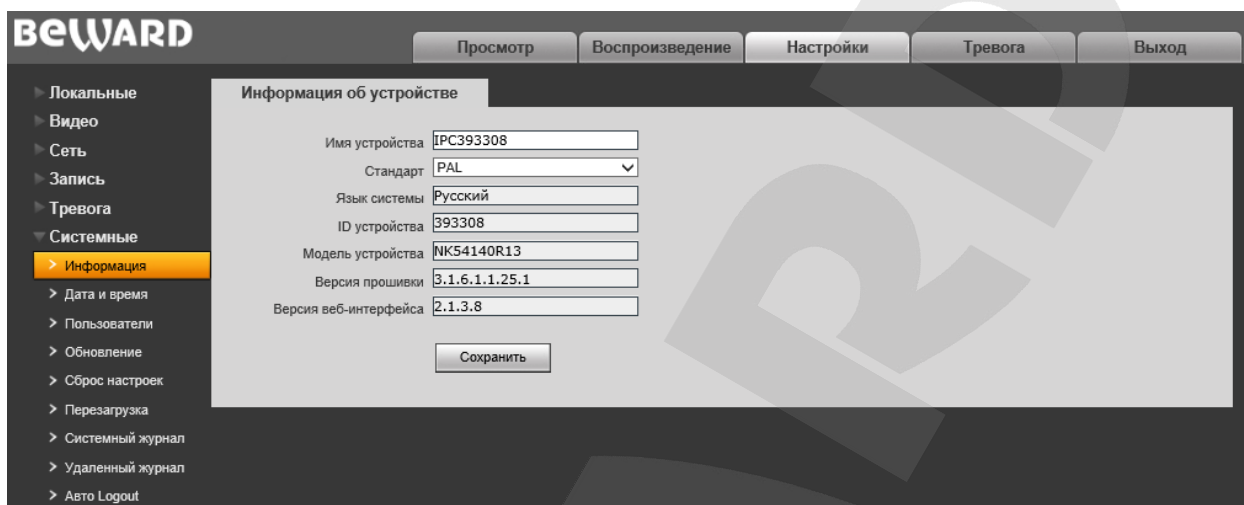 BEWARD
Просмотр Воспроизведение Настройки Тревога Выход
Локальные
Видео
Сеть
Запись
Тревога
Системные
Информация
Дата и время
Пользователи
Обновление
Сброс настроек
Перезагрузка
Системный журнал
Удаленный журнал
Авто Logout
Информация об устройстве
Имя устройства IPC393308
Стандарт PAL
Язык системы Русский
ID устройства 393308
Модель устройства NK54140R13
Версия прошивки 3.1.6.1.1.25.1
Версия веб-интерфейса 2.1.3.8
Сохранить